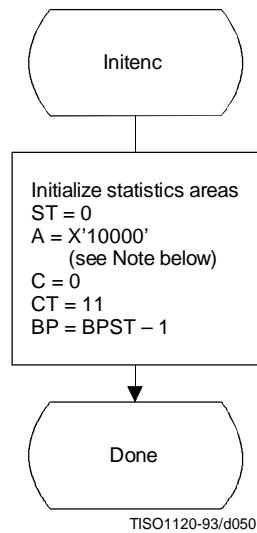 Initenc
Initialize statistics areas
ST = 0
A = X'10000'
(see Note below)
C = 0
CT = 11
BP = BPST – 1
Done
TISO1120-93/d050